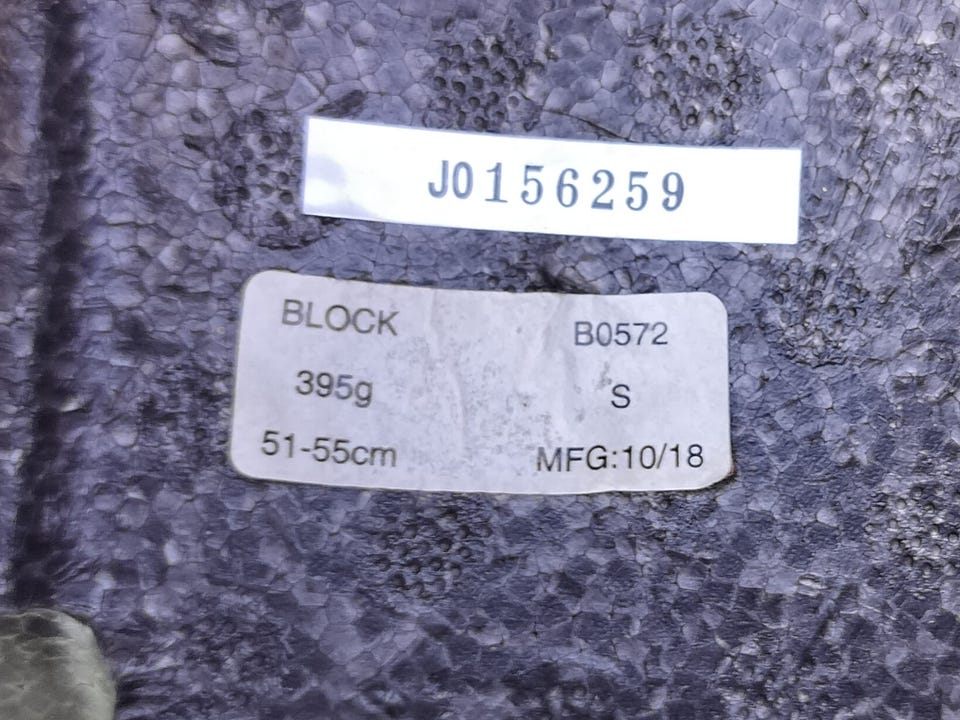 J0156259
BLOCK B0572
395g S
51-55cm MFG:10/18